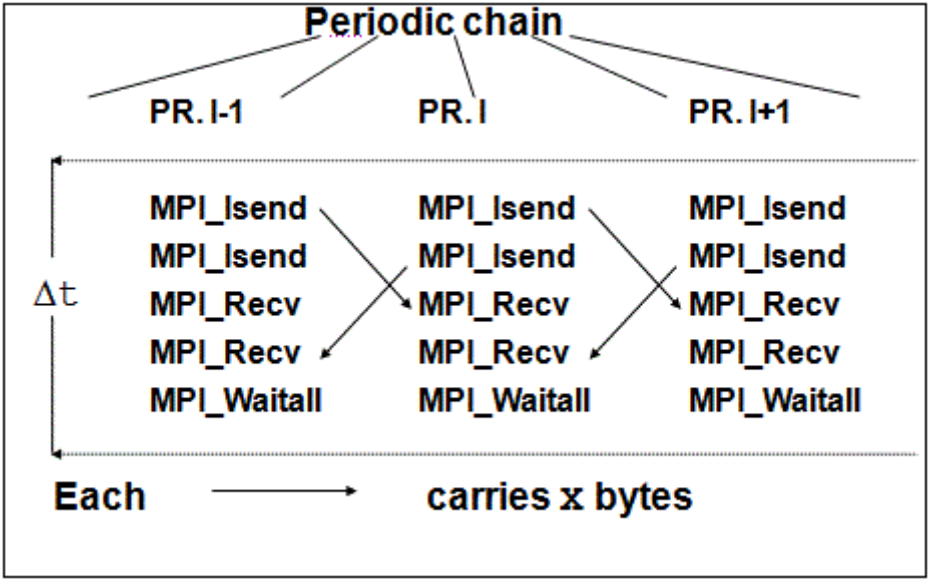 Periodic chain
PR. I-1 PR. I PR. I+1
MPI_Isend MPI_Isend MPI_Isend
MPI_Isend MPI_Isend MPI_Isend
Δt
MPI_Recv MPI_Recv MPI_Recv
MPI_Recv MPI_Recv MPI_Recv
MPI_Waitall MPI_Waitall MPI_Waitall
Each carries x bytes